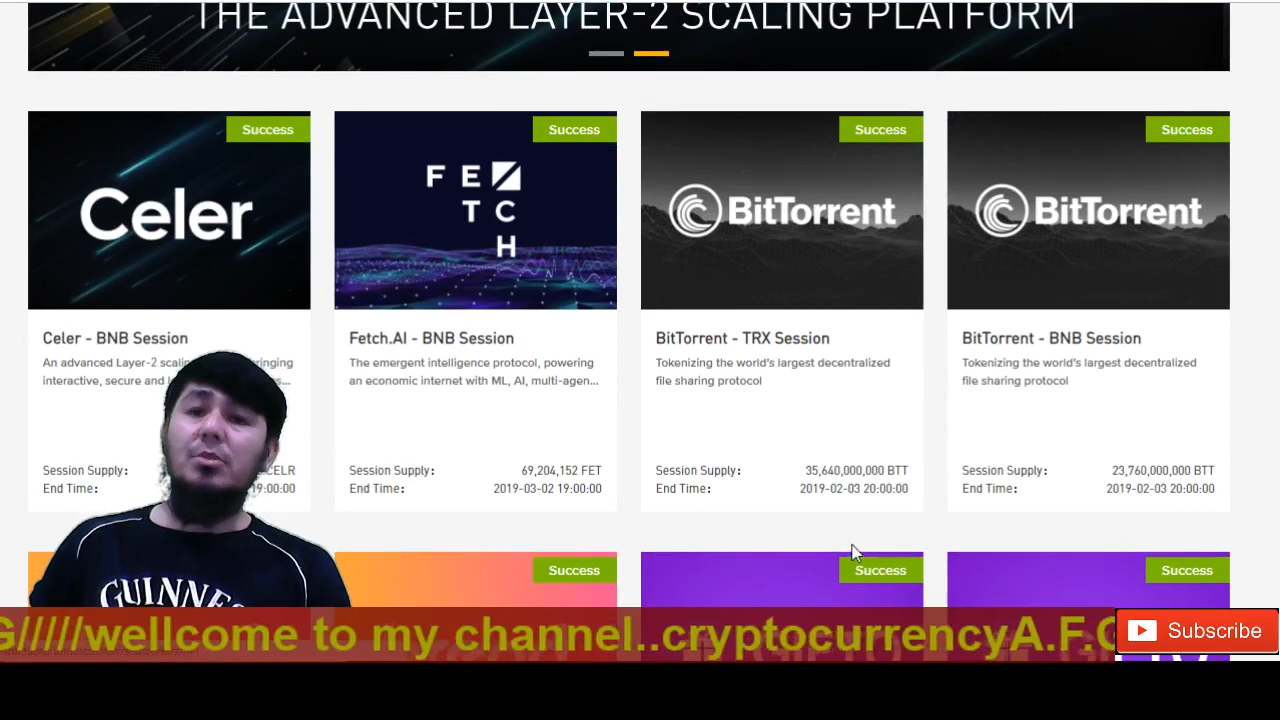 THE ADVANCED LAYER-2 SCALING PLATFORM
Success
Success
Success
Success
Celer
FE
T C
H
BitTorrent
BitTorrent
Celer - BNB Session
An advanced Layer-2 ringing
interactive, secure and
Fetch.AI - BNB Session
The emergent intelligence protocol, powering
an economic internet with ML, AI, multi-agen...
BitTorrent - TRX Session
Tokenizing the world's largest decentralized
file sharing protocol
BitTorrent - BNB Session
Tokenizing the world's largest decentralized
file sharing protocol
Session Supply: CELR
End Time: 19:00:00
Session Supply: 69,204,152 FET
End Time: 2019-03-02 19:00:00
Session Supply: 35,640,000,000 BTT
End Time: 2019-02-03 20:00:00
Session Supply: 23,760,000,000 BTT
End Time: 2019-02-03 20:00:00
Success
Success
Success
GUINNE
G/////wellcome to my channel..cryptocurrencyA.F.G
Subscribe
GIFTO